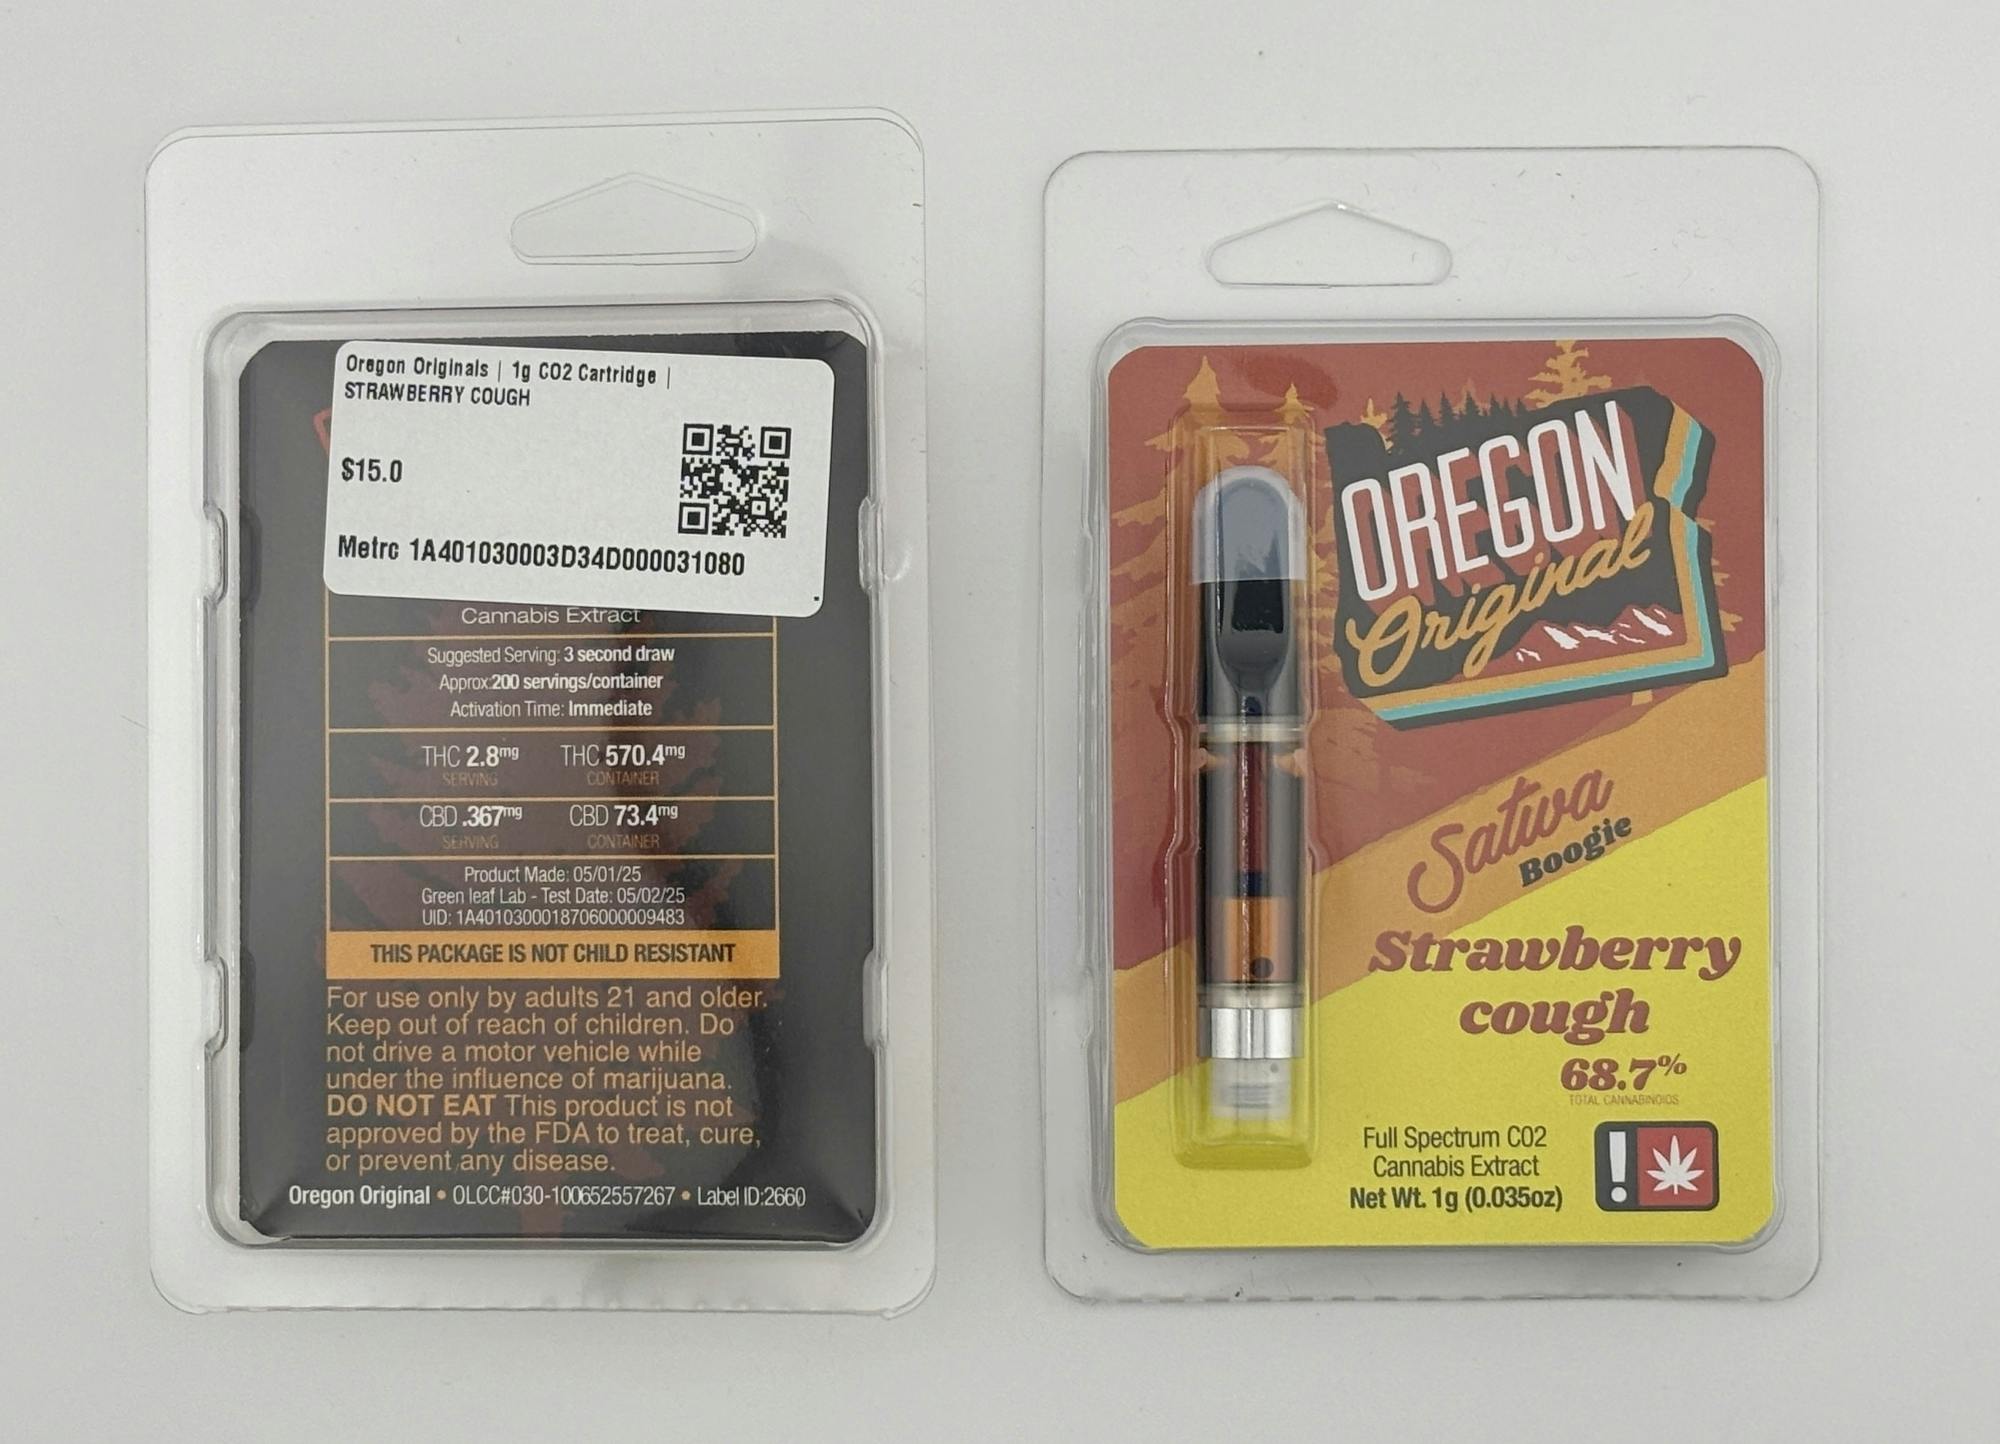 Oregon Originals | 1g CO2 Cartridge |
STRAWBERRY COUGH
$15.0
Metrc 1A401030003D34D000031080
Cannabis Extract
Suggested Serving: 3 second draw
Approx:200 servings/container
Activation Time: Immediate
THC 2.8mg THC 570.4mg
SERVING CONTAINER
CBD .367mg CBD 73.4mg
SERVING CONTAINER
Product Made: 05/01/25
Green leaf Lab - Test Date: 05/02/25
UID: 1A4010300018706000009483
THIS PACKAGE IS NOT CHILD RESISTANT
For use only by adults 21 and older.
Keep out of reach of children. Do
not drive a motor vehicle while
under the influence of marijuana.
DO NOT EAT This product is not
approved by the FDA to treat, cure,
or prevent any disease.
Oregon Original • OLCC#030-100652557267 • Label ID:2660
OREGON
Original
Sativa
Boogie
Strawberry
cough
68.7%
TOTAL CANNABINOIDS
Full Spectrum CO2
Cannabis Extract
Net Wt. 1g (0.035oz)
!